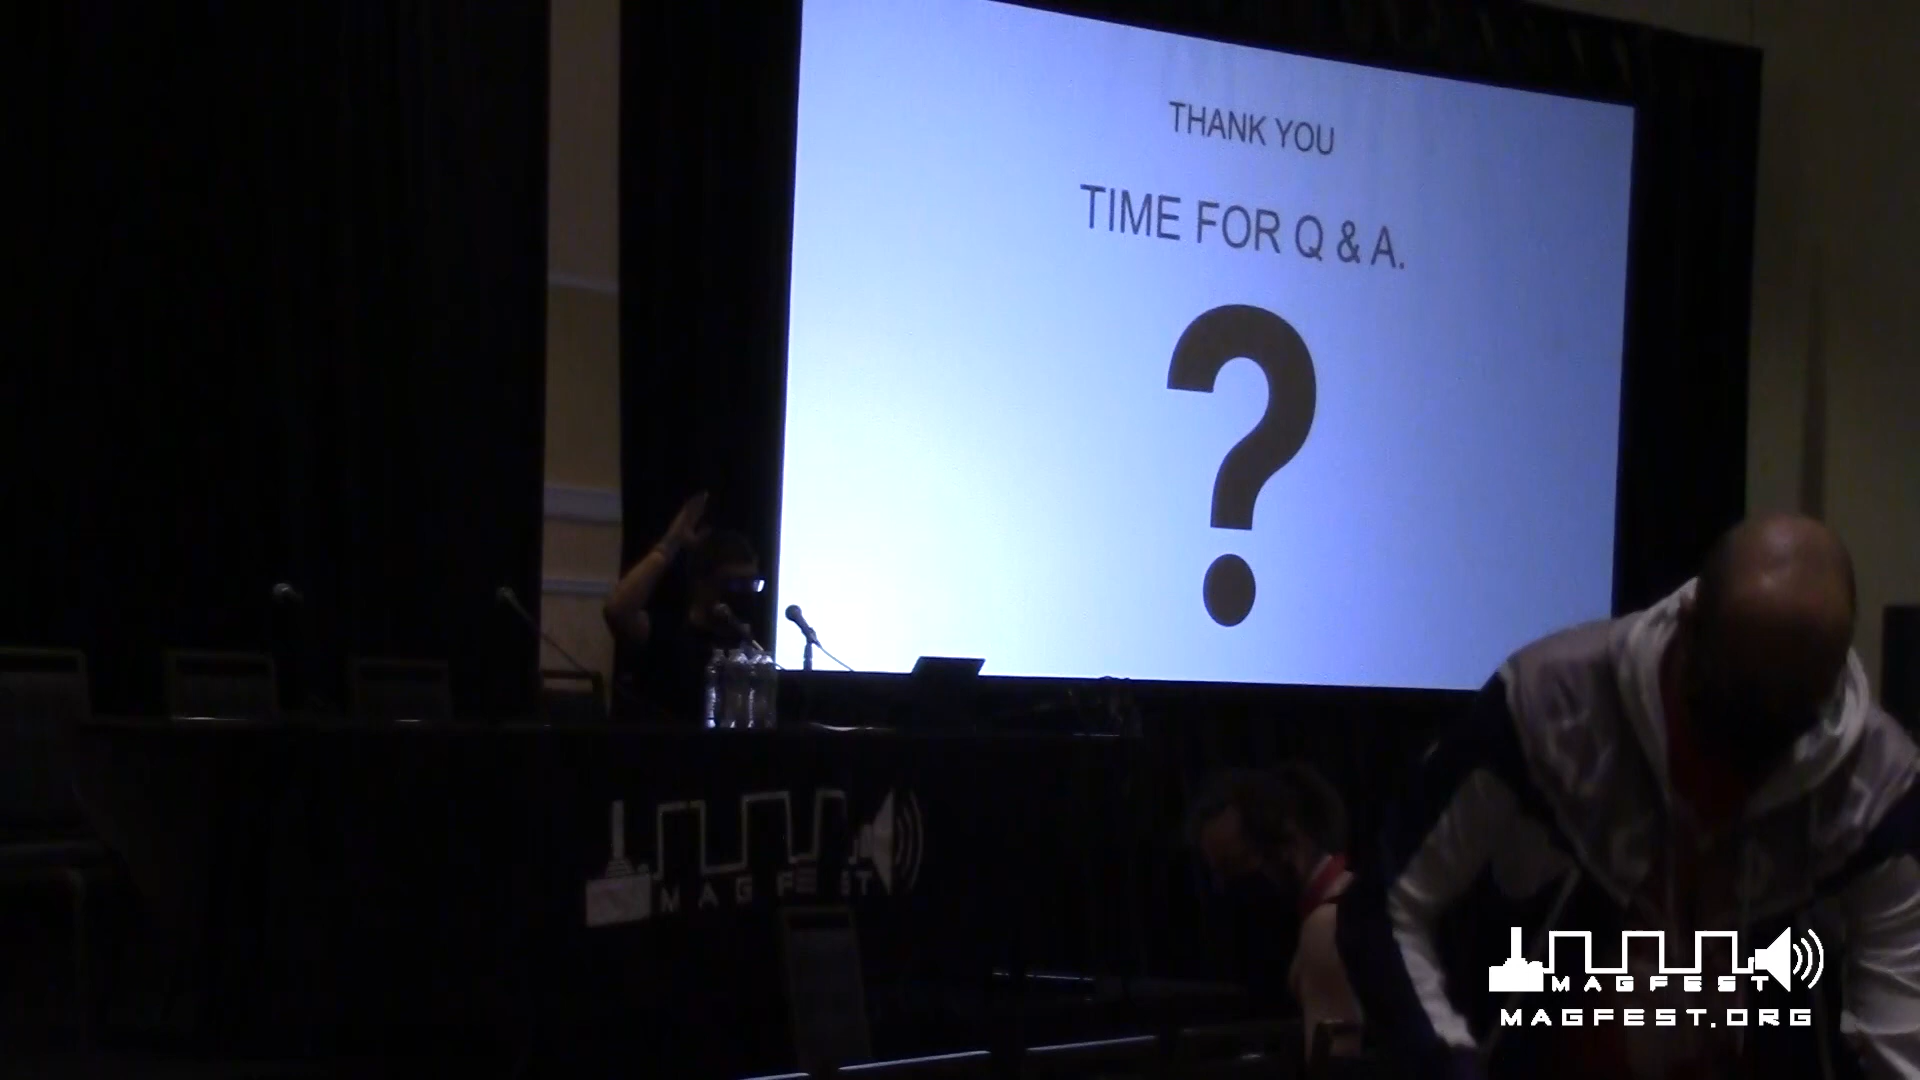 THANK YOU
TIME FOR Q & A.
?
MAGFEST
MAGFEST
MAGFEST.ORG